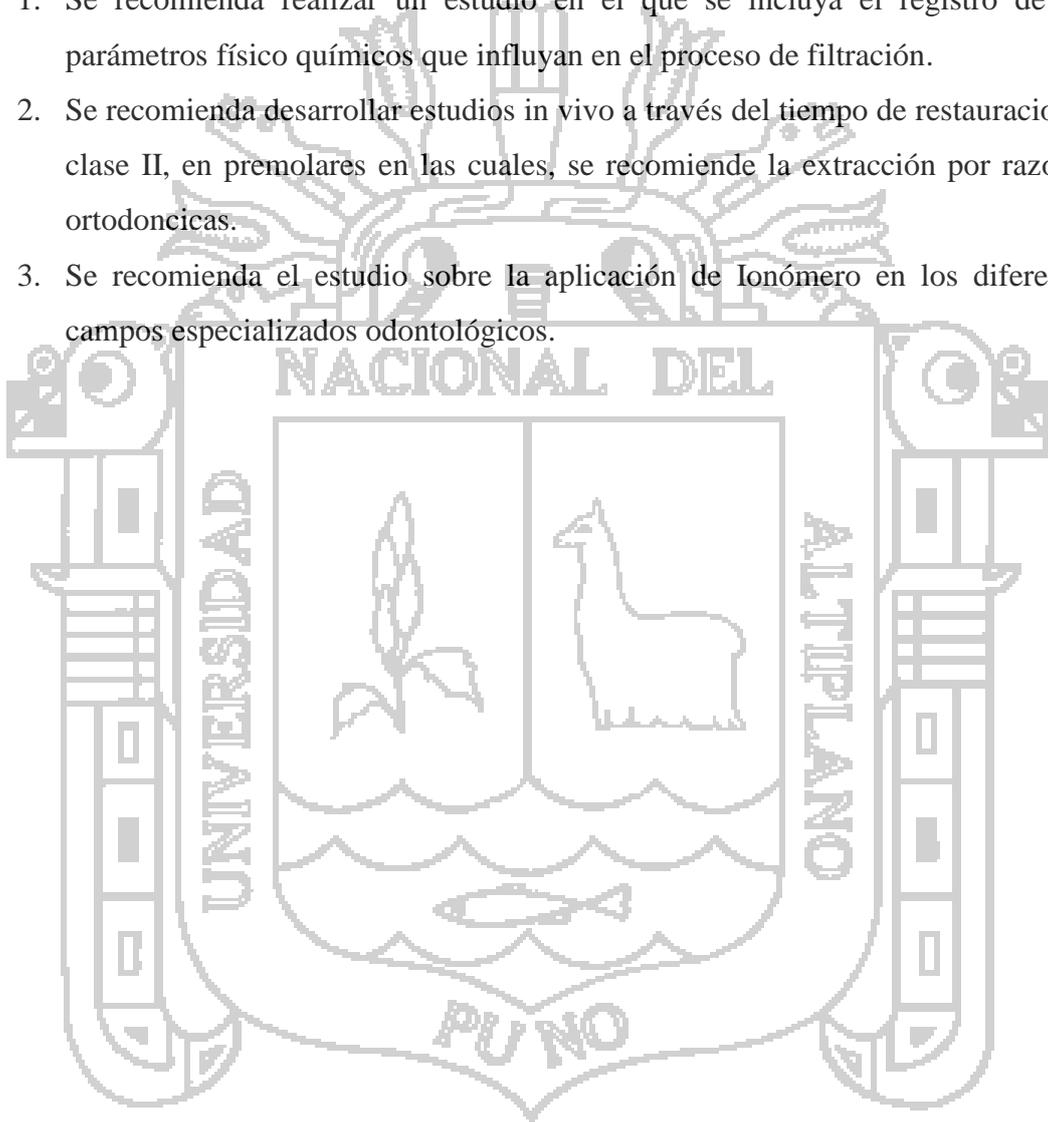 1. Se recomienda realizar un estudio en el que se incluya el registro de
parámetros físico químicos que influyan en el proceso de filtración.
2. Se recomienda desarrollar estudios in vivo a través del tiempo de restauracio
clase II, en premolares en las cuales, se recomiende la extracción por razo
ortodoncicas.
3. Se recomienda el estudio sobre la aplicación de Ionómero en los difere
campos especializados odontológicos.
NACIONAL DEL
UNIVERSIDAD
ALTIPLANO
PUNO